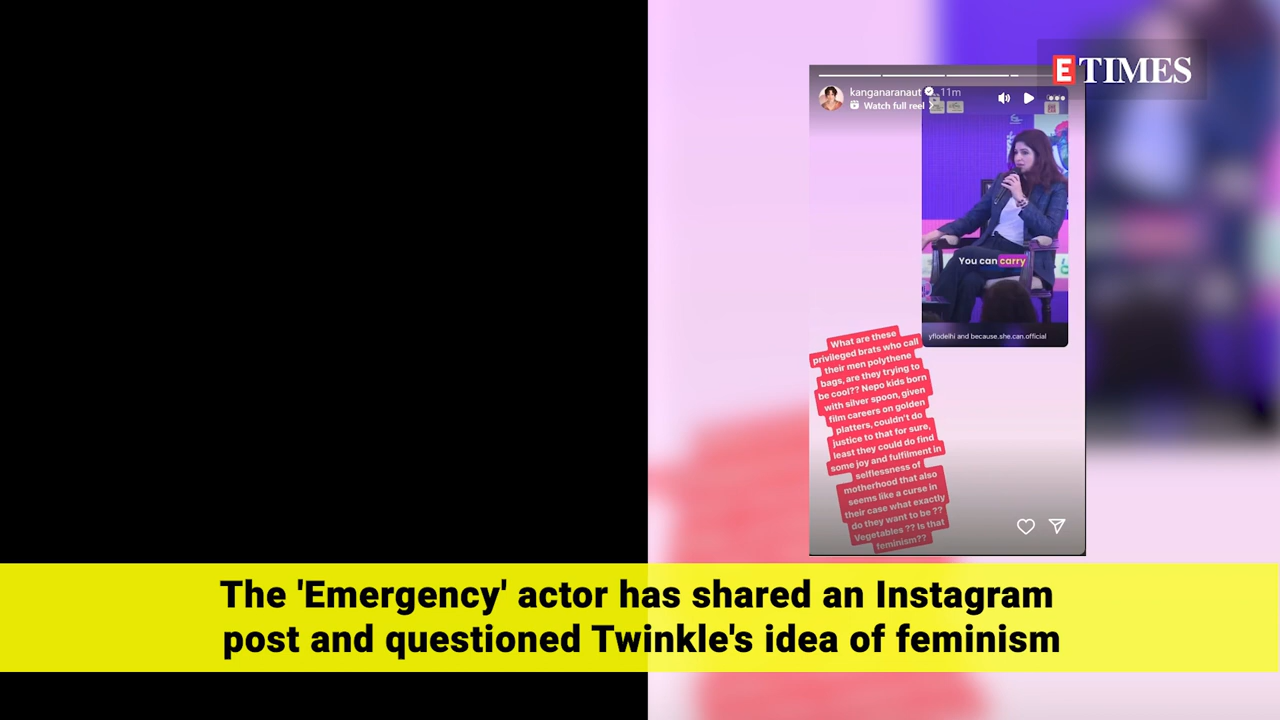 E TIMES
kanganaranaut 11m
Watch full reel
You can carry
yflodelhi and because.she.can.official
What are these
privileged brats who call
their men polythene
bags, are they trying to
be cool?? Nepo kids born
with silver spoon, given
film careers on golden
platters, couldn't do
justice to that for sure,
least they could do find
some joy and fulfilment in
selflessness of
motherhood that also
seems like a curse in
their case what exactly
do they want to be ??
Vegetables ?? Is that
feminism??
The 'Emergency' actor has shared an Instagram
post and questioned Twinkle's idea of feminism